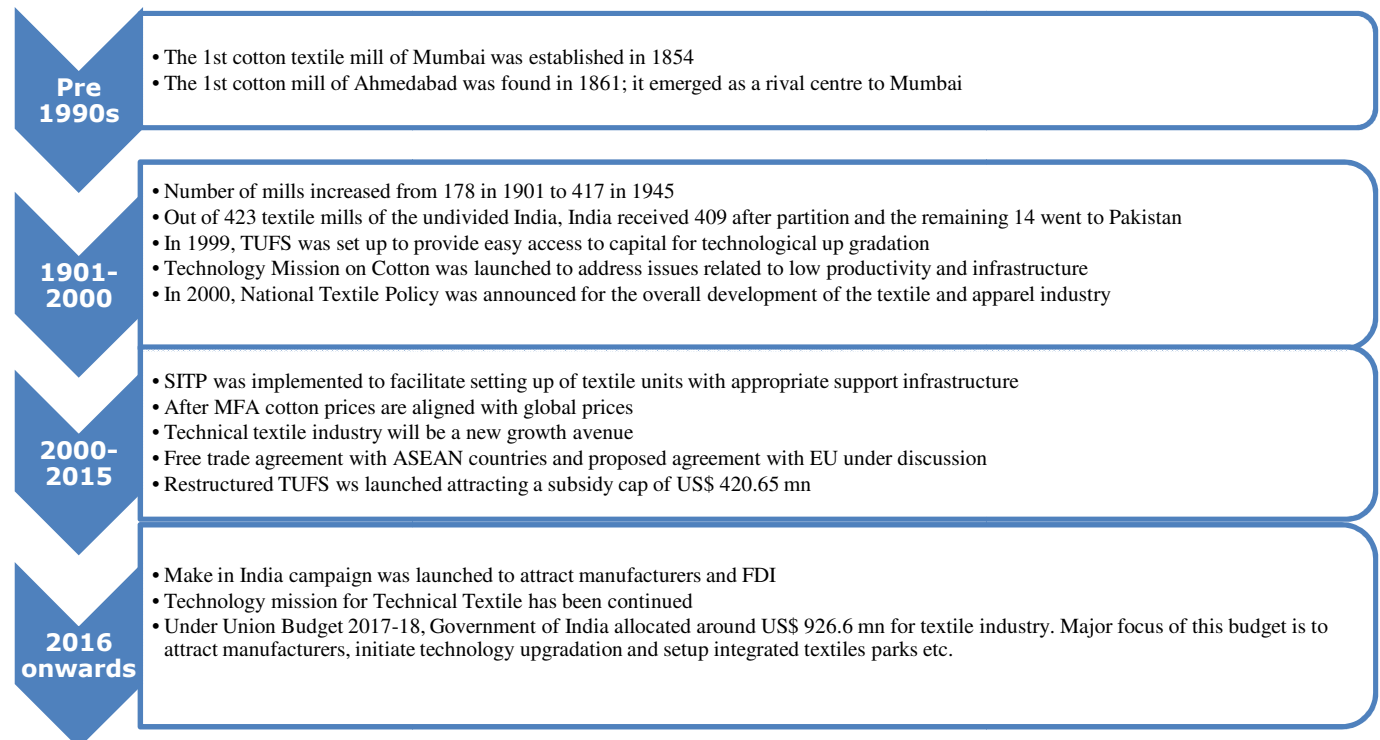 Pre
1990s
• The 1st cotton textile mill of Mumbai was established in 1854
• The 1st cotton mill of Ahmedabad was found in 1861; it emerged as a rival centre to Mumbai
1901-
2000
• Number of mills increased from 178 in 1901 to 417 in 1945
• Out of 423 textile mills of the undivided India, India received 409 after partition and the remaining 14 went to Pakistan
• In 1999, TUFS was set up to provide easy access to capital for technological up gradation
• Technology Mission on Cotton was launched to address issues related to low productivity and infrastructure
• In 2000, National Textile Policy was announced for the overall development of the textile and apparel industry
2000-
2015
• SITP was implemented to facilitate setting up of textile units with appropriate support infrastructure
• After MFA cotton prices are aligned with global prices
• Technical textile industry will be a new growth avenue
• Free trade agreement with ASEAN countries and proposed agreement with EU under discussion
• Restructured TUFS ws launched attracting a subsidy cap of US$ 420.65 mn
2016
onwards
• Make in India campaign was launched to attract manufacturers and FDI
• Technology mission for Technical Textile has been continued
• Under Union Budget 2017-18, Government of India allocated around US$ 926.6 mn for textile industry. Major focus of this budget is to
attract manufacturers, initiate technology upgradation and setup integrated textiles parks etc.